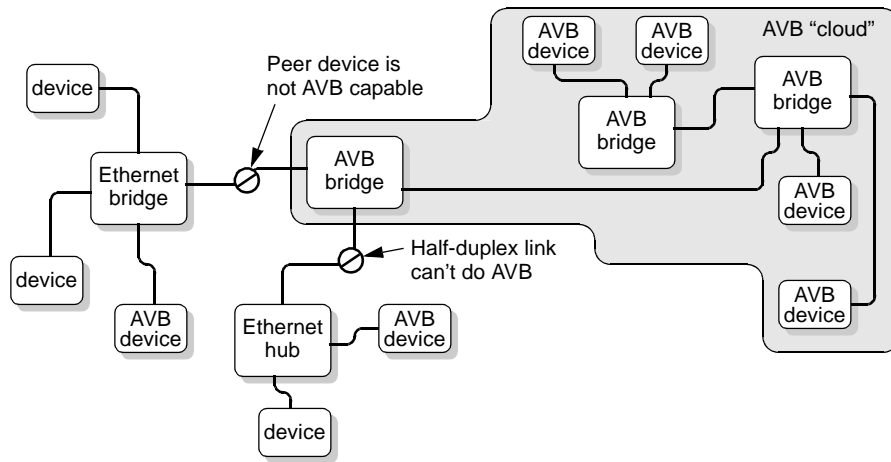 AVB “cloud”
AVB
device
AVB
device
Peer device is
not AVB capable
device
AVB
bridge
AVB
bridge
Ethernet
bridge
AVB
bridge
AVB
device
Half-duplex link
can’t do AVB
device
AVB
device
AVB
device
Ethernet
hub
AVB
device
device